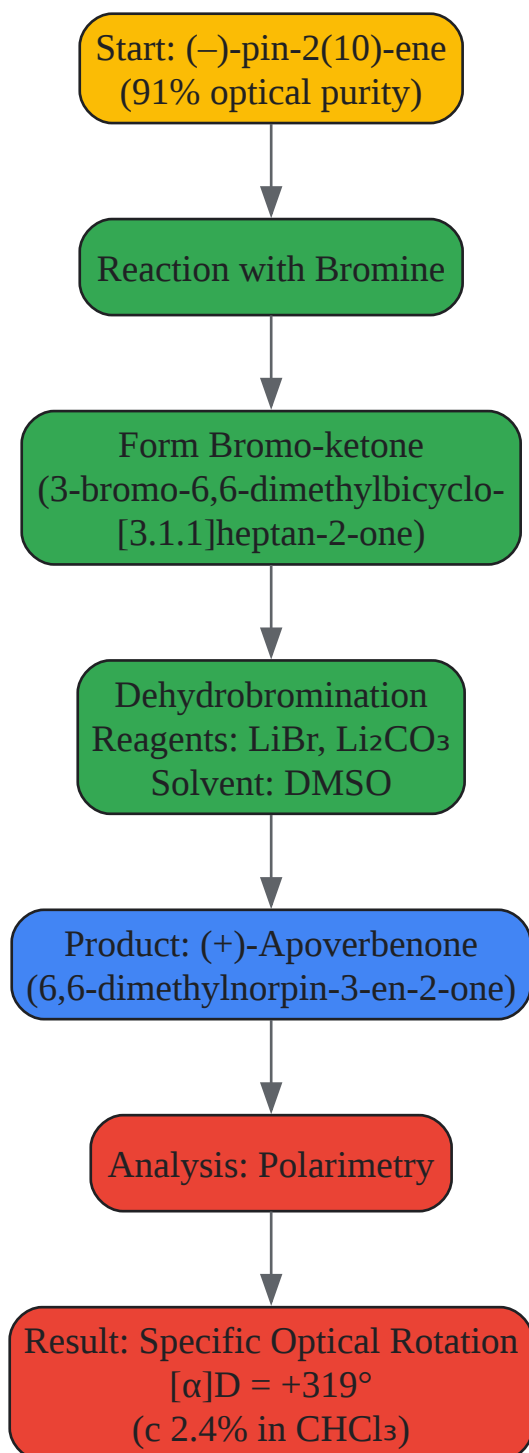 Start: (–)-pin-2(10)-ene
(91% optical purity)
Reaction with Bromine
Form Bromo-ketone
(3-bromo-6,6-dimethylbicyclo-
[3.1.1]heptan-2-one)
Dehydrobromination
Reagents: LiBr, Li₂CO₃
Solvent: DMSO
Product: (+)-Apoverbenone
(6,6-dimethylnorpin-3-en-2-one)
Analysis: Polarimetry
Result: Specific Optical Rotation
[α]D = +319°
(c 2.4% in CHCl₃)